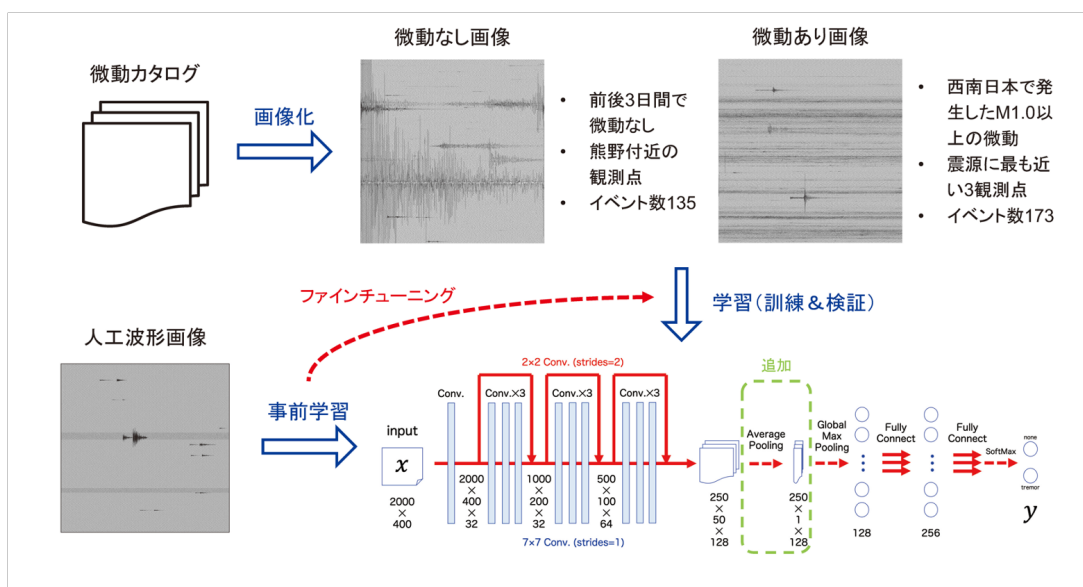 微動カタログ
画像化
微動なし画像
• 前後3日間で
微動なし
• 熊野付近の
観測点
• イベント数135
微動あり画像
• 西南日本で発
生したM1.0以
上の微動
• 震源に最も近
い3観測点
• イベント数173
ファインチューニング
学習(訓練&検証)
人工波形画像
事前学習
2×2 Conv. (strides=2)
追加
Conv.
Conv.×3
Conv.×3
Conv.×3
input
x
2000
×
400
2000
×
400
×
32
1000
×
200
×
32
500
×
100
×
64
7×7 Conv. (strides=1)
250
×
50
×
128
Average
Pooling
250
×
1
×
128
Global
Max
Pooling
128
Fully
Connect
256
Fully
Connect
SoftMax
none
tremor
y